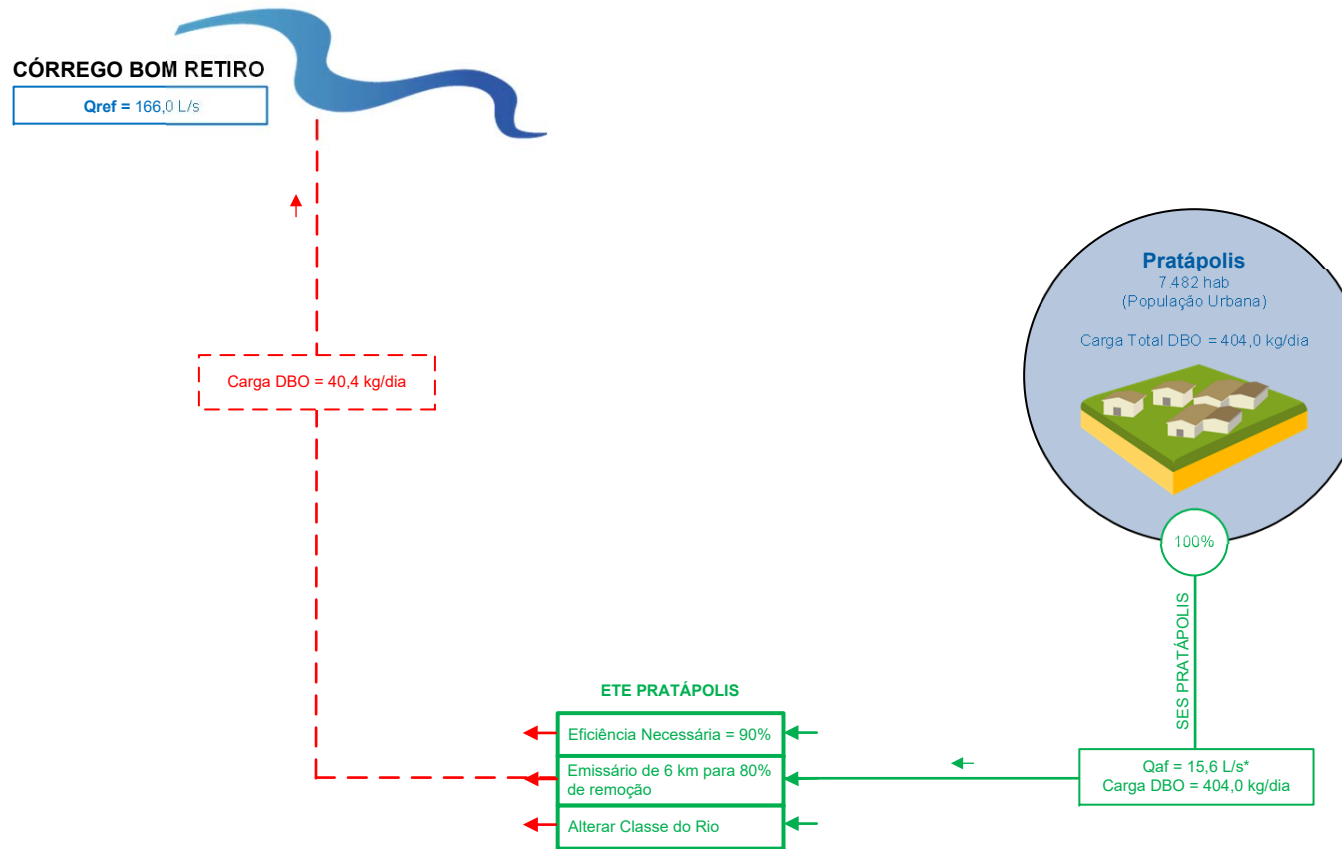 CÓRREGO BOM RETIRO
Qref = 166,0 L/s
Pratápolis
7.482 hab
(População Urbana)
Carga Total DBO = 404,0 kg/dia
Carga DBO = 40,4 kg/dia
100%
SES PRATÁPOLIS
ETE PRATÁPOLIS
Eficiência Necessária = 90%
Emissário de 6 km para 80%
de remoção
Alterar Classe do Rio
Qaf = 15,6 L/s*
Carga DBO = 404,0 kg/dia